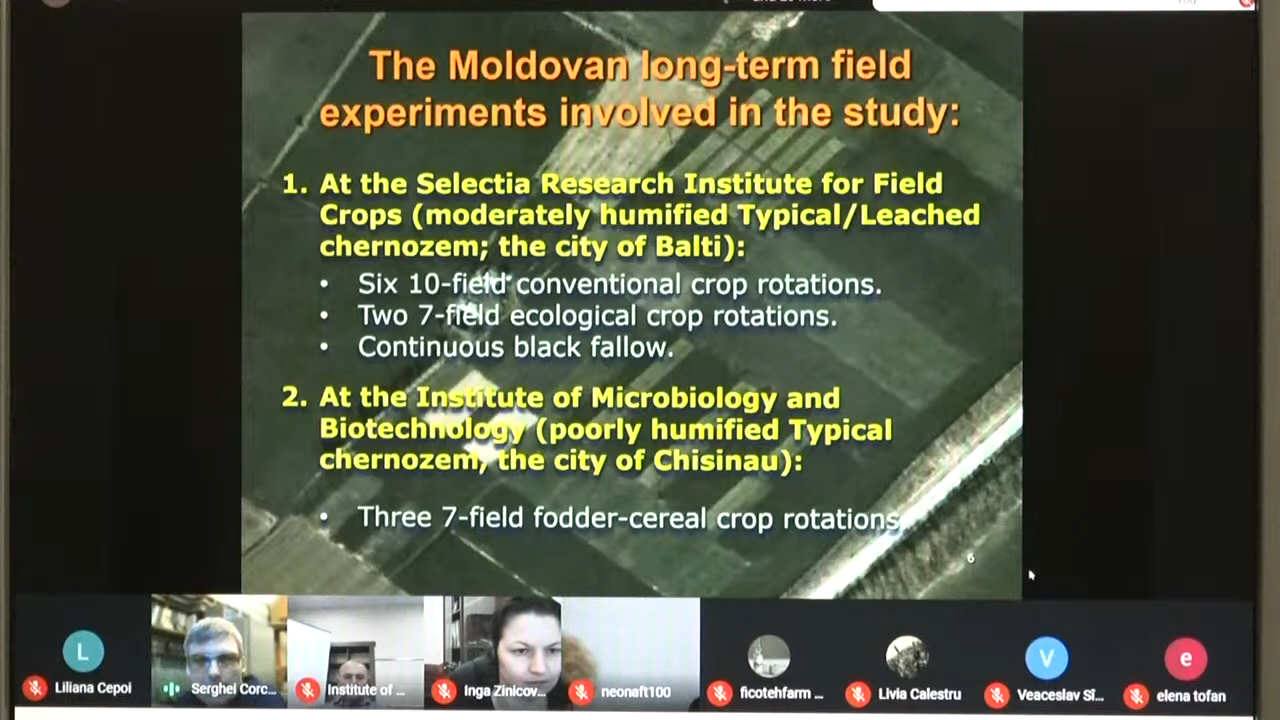 The Moldovan long-term field
experiments involved in the study:
1. At the Selectia Research Institute for Field
Crops (moderately humified Typical/Leached
chernozem; the city of Balti):
• Six 10-field conventional crop rotations.
• Two 7-field ecological crop rotations.
• Continuous black fallow.
2. At the Institute of Microbiology and
Biotechnology (poorly humified Typical
chernozem, the city of Chisinau):
• Three 7-field fodder-cereal crop rotations
6
L
V
e
Liliana Cepoi
Serghei Corc...
Institute of ...
Inga Zinicov...
neonaft100
ficotehfarm ...
Livia Calestru
Veaceslav Sî...
elena tofan